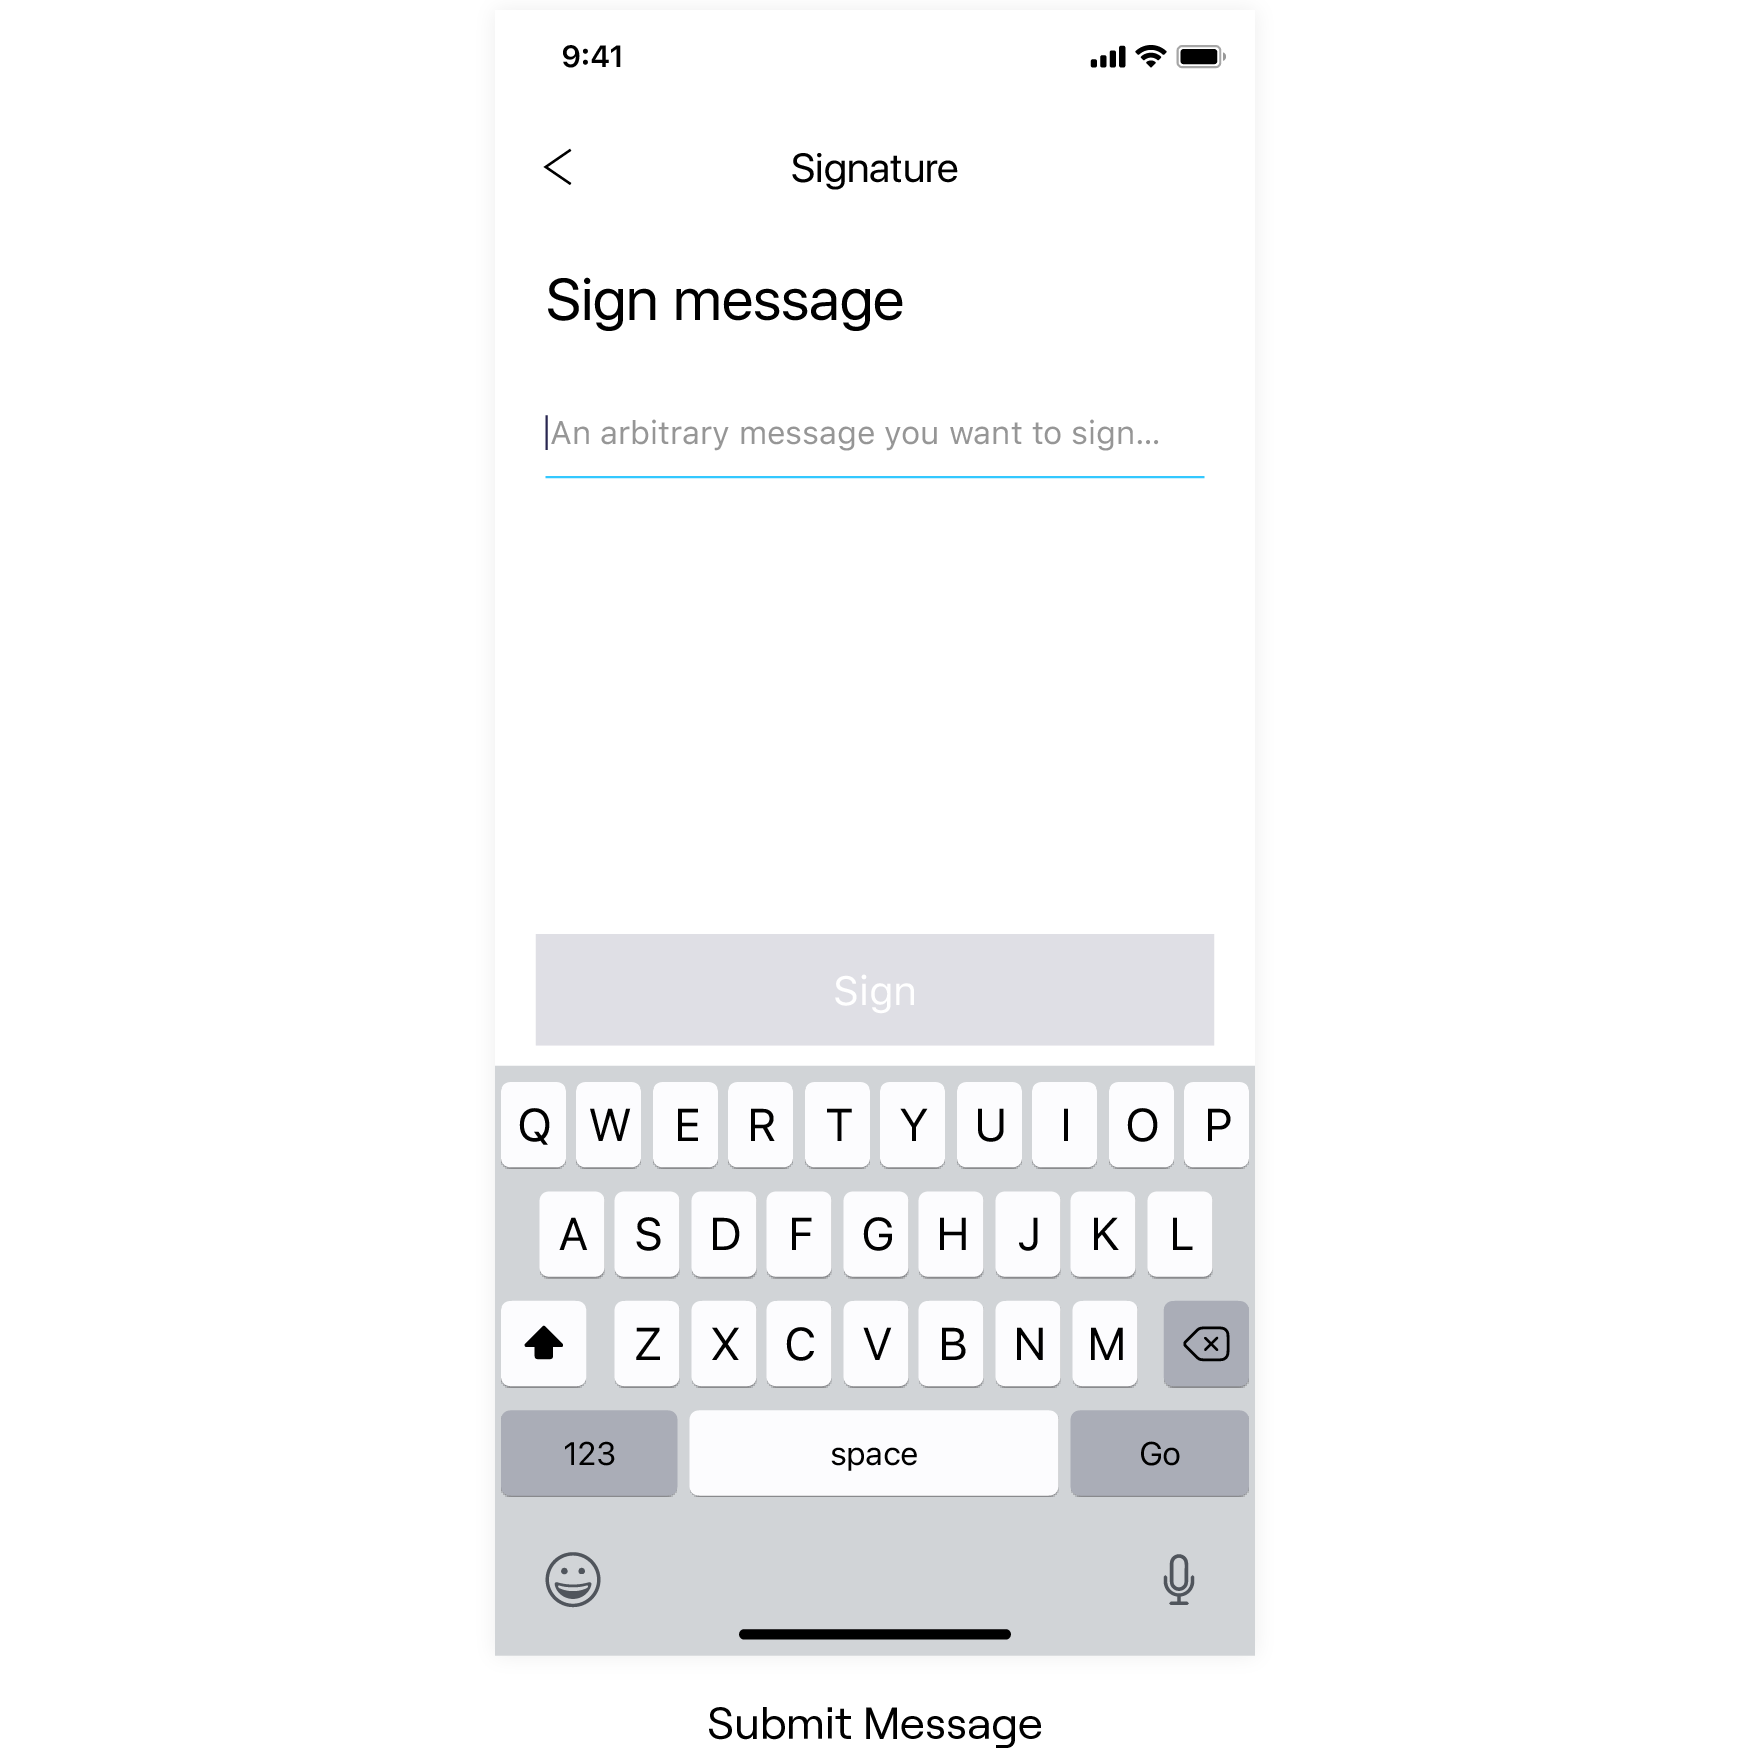 9:41
Signature
Sign message
An arbitrary message you want to sign...
Sign
Q W E R T Y U I O P
A S D F G H J K L
Z X C V B N M
123 space Go
Submit Message